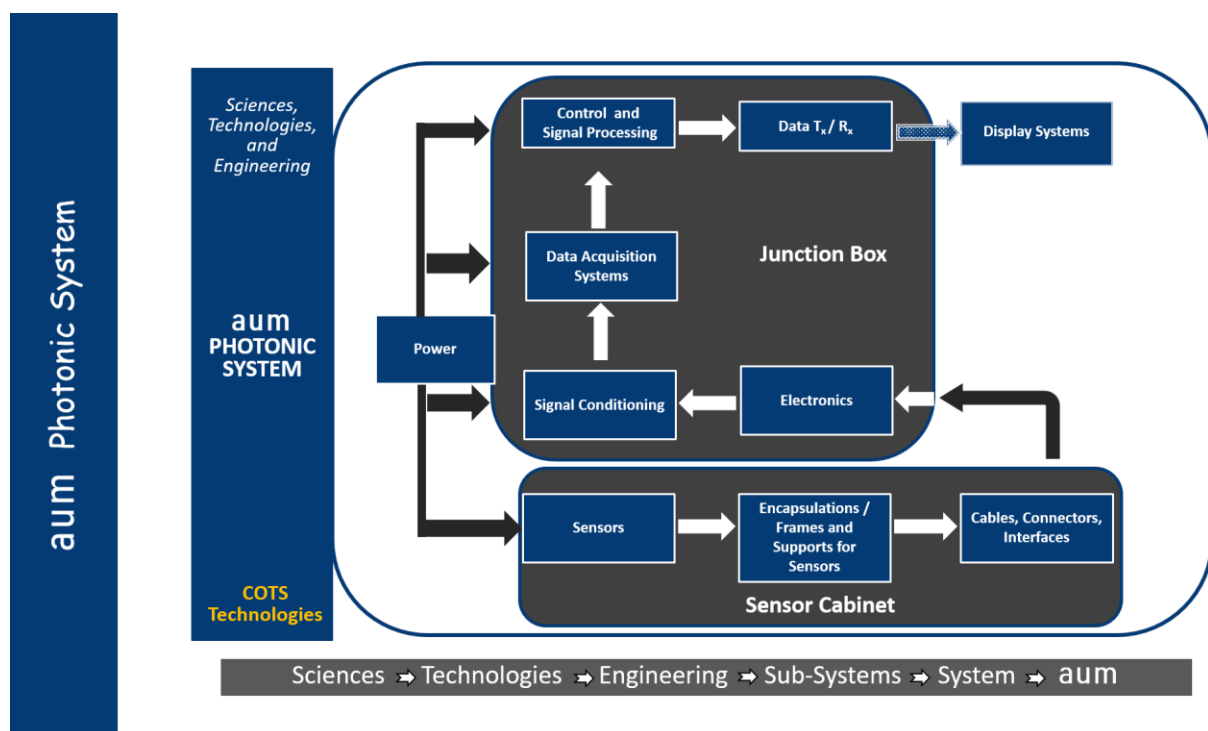 aum Photonic System
Sciences,
Technologies,
and
Engineering
aum
PHOTONIC
SYSTEM
COTS
Technologies
Power
Control and
Signal Processing
Data Tx / Rx
Display Systems
Data Acquisition
Systems
Junction Box
Signal Conditioning
Electronics
Sensors
Encapsulations /
Frames and
Supports for
Sensors
Cables, Connectors,
Interfaces
Sensor Cabinet
Sciences ⇨ Technologies ⇨ Engineering ⇨ Sub-Systems ⇨ System ⇨ aum